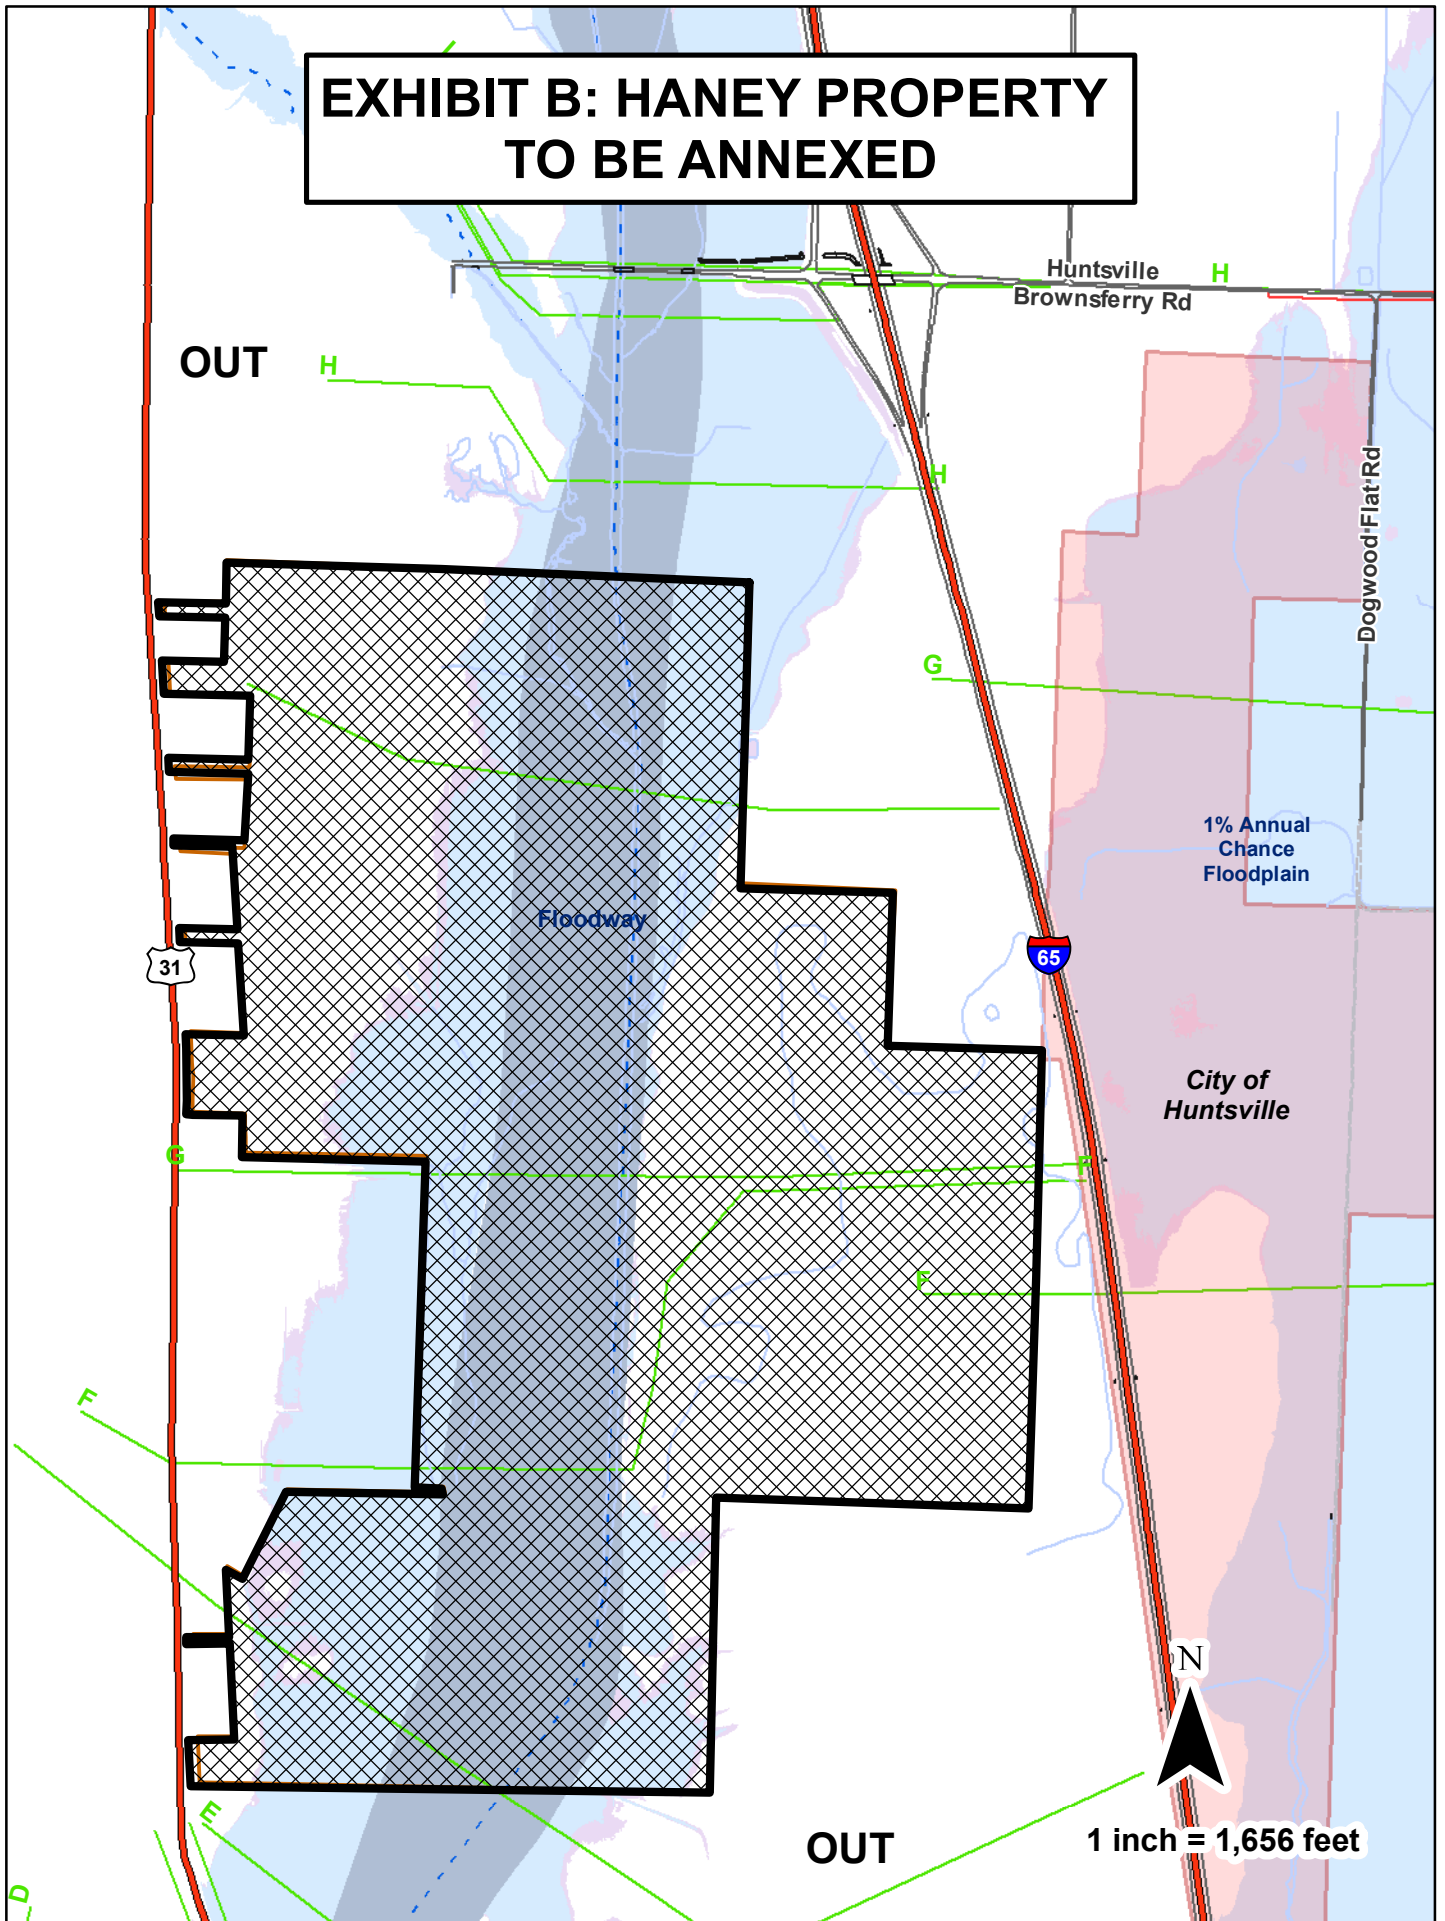 EXHIBIT B: HANEY PROPERTY
TO BE ANNEXED
Huntsville
Brownsferry Rd
H
OUT
H
H
Dogwood Flat Rd
G
1% Annual
Chance
Floodplain
Floodway
31
65
City of
Huntsville
G
F
F
F
N
E
OUT
1 inch = 1,656 feet
D